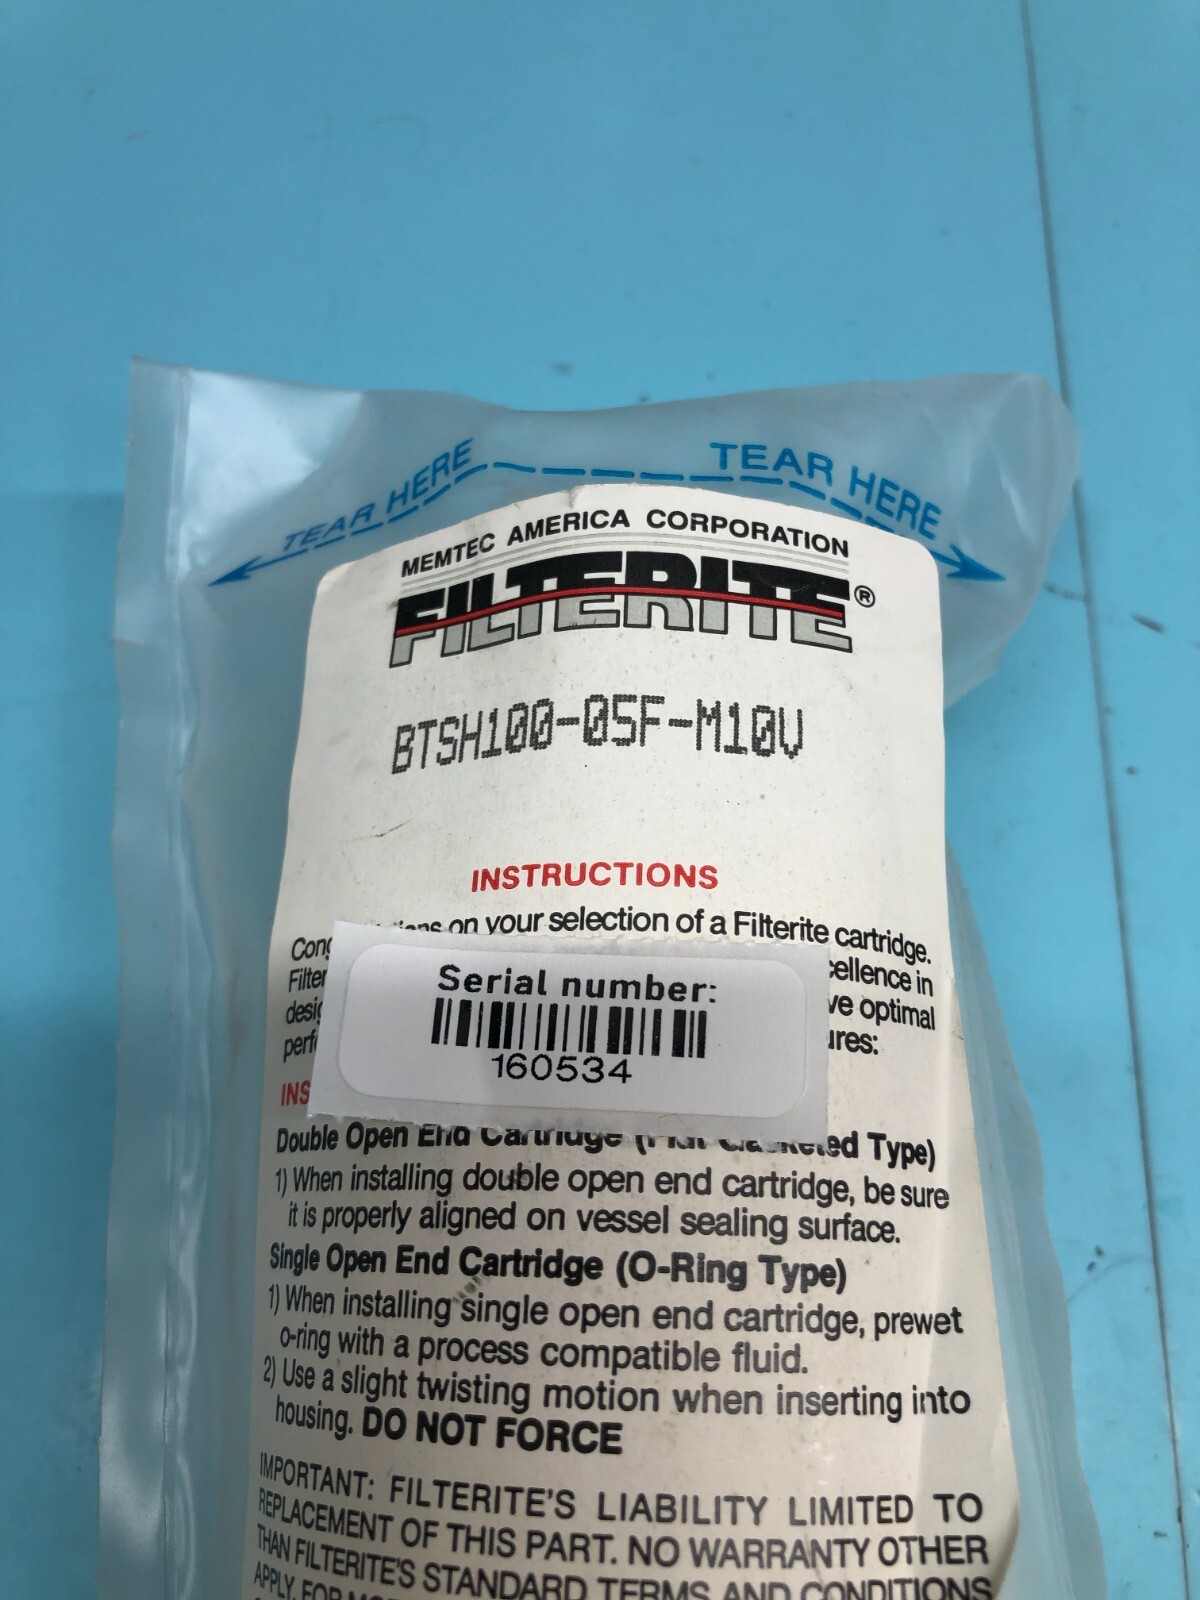 TEAR HERE
TEAR HERE
MEMTEC AMERICA CORPORATION
FILTERITE®
BTSH100-05F-M10V
INSTRUCTIONS
on your selection of a Filterite cartridge.
in
optimal
Serial number:
160534
Double Open End Cartridge Type)
1) When installing double open end cartridge, be sure
it is properly aligned on vessel sealing surface.
Single Open End Cartridge (O-Ring Type)
1) When installing single open end cartridge, prewet
o-ring with a process compatible fluid.
2) Use a slight twisting motion when inserting into
housing. DO NOT FORCE
IMPORTANT: FILTERITE'S LIABILITY LIMITED TO
REPLACEMENT OF THIS PART. NO WARRANTY OTHER
THAN FILTERITE'S STANDARD TERMS AND CONDITIONS
APPLY. FOR